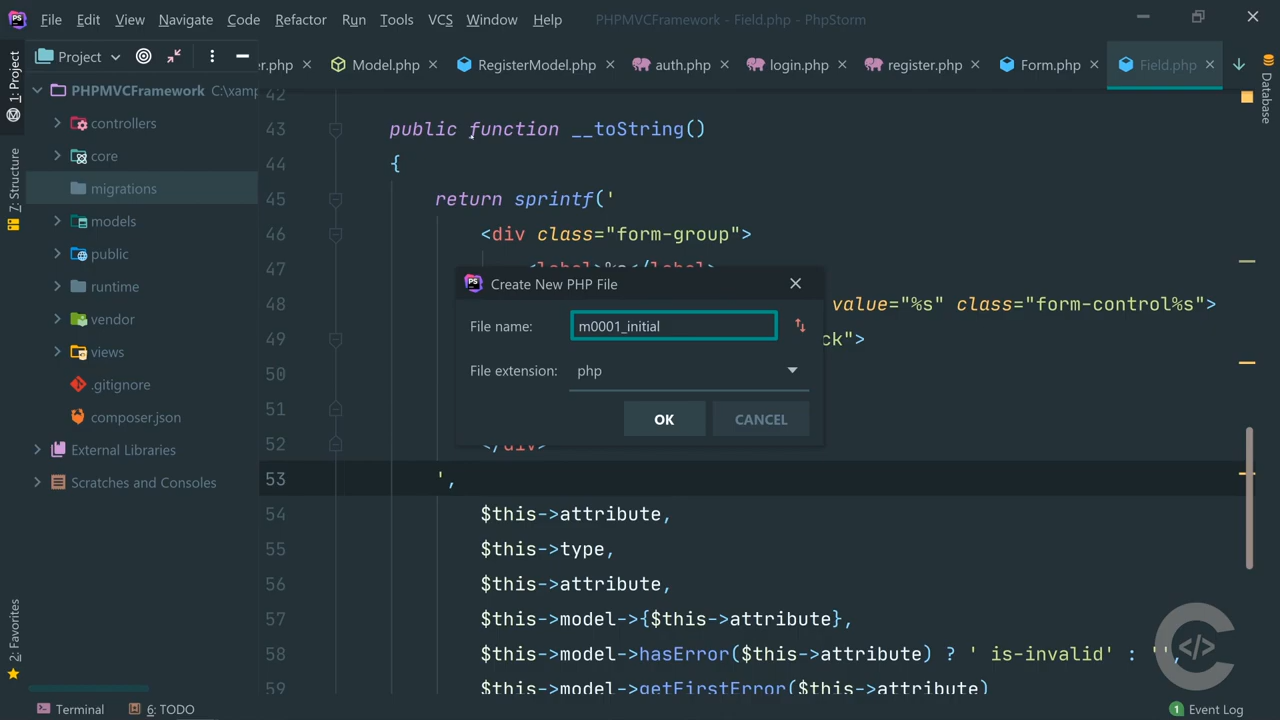 File Edit View Navigate Code Refactor Run Tools VCS Window Help PHPMVCFramework - Field.php - PhpStorm
Project
er.php Model.php RegisterModel.php auth.php login.php register.php Form.php Field.php
1: Project
7: Structure
2: Favorites
Database
PHPMVCFramework C:\xamp
controllers
core
migrations
models
public
runtime
vendor
views
.gitignore
composer.json
External Libraries
Scratches and Consoles
42
43 public function __toString()
44 {
45 return sprintf('
46 <div class="form-group">
47 <label>%s</label>
48 value="%s" class="form-control%s">
49 ck">
50
51
52 </div>
53 ',
54 $this->attribute,
55 $this->type,
56 $this->attribute,
57 $this->model->{$this->attribute},
58 $this->model->hasError($this->attribute) ? ' is-invalid' : '',
59 $this->model->getFirstError($this->attribute)
PS Create New PHP File
File name: m0001_initial
File extension: php
OK CANCEL
</>
Terminal 6: TODO 1 Event Log